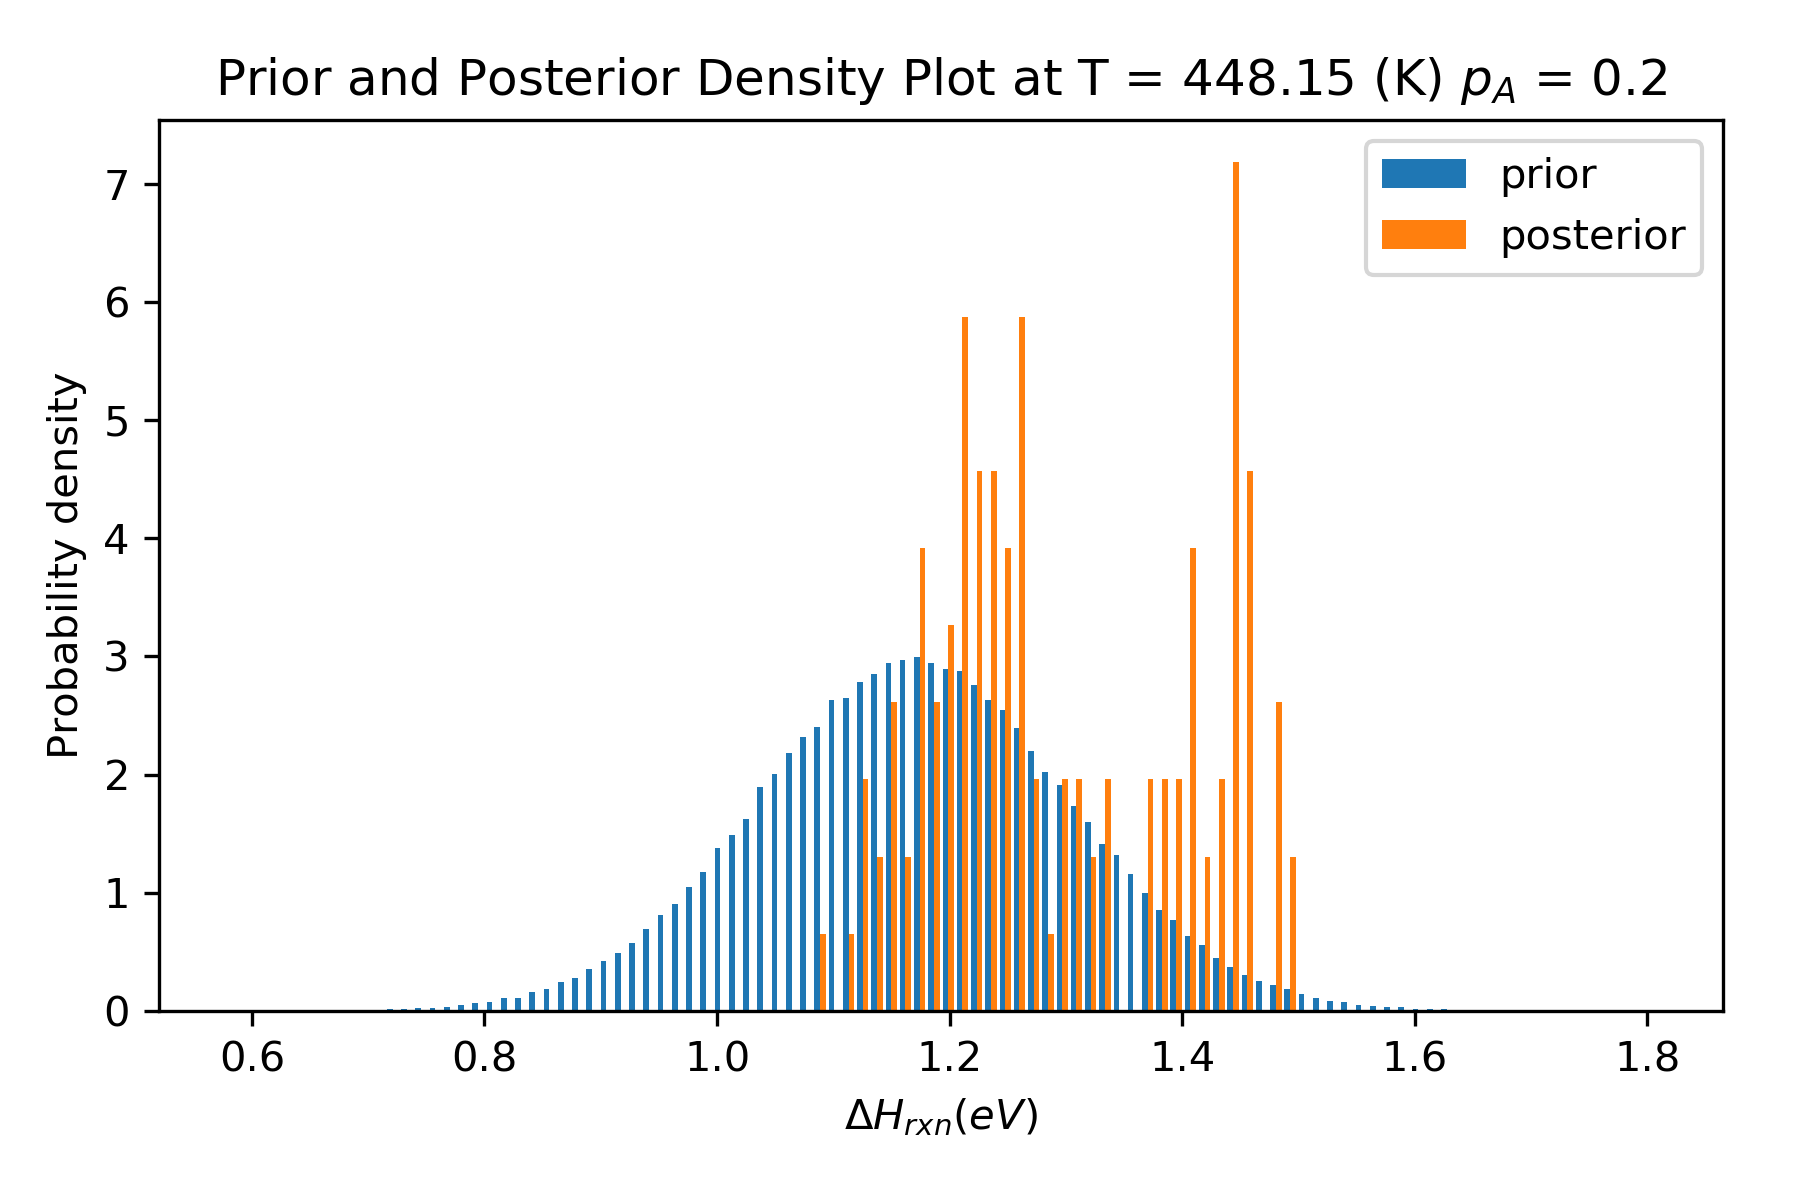 Prior and Posterior Density Plot at T = 448.15 (K) p_A = 0.2
prior
posterior
Probability density
7
6
5
4
3
2
1
0
0.6 0.8 1.0 1.2 1.4 1.6 1.8
ΔH_rxn(eV)